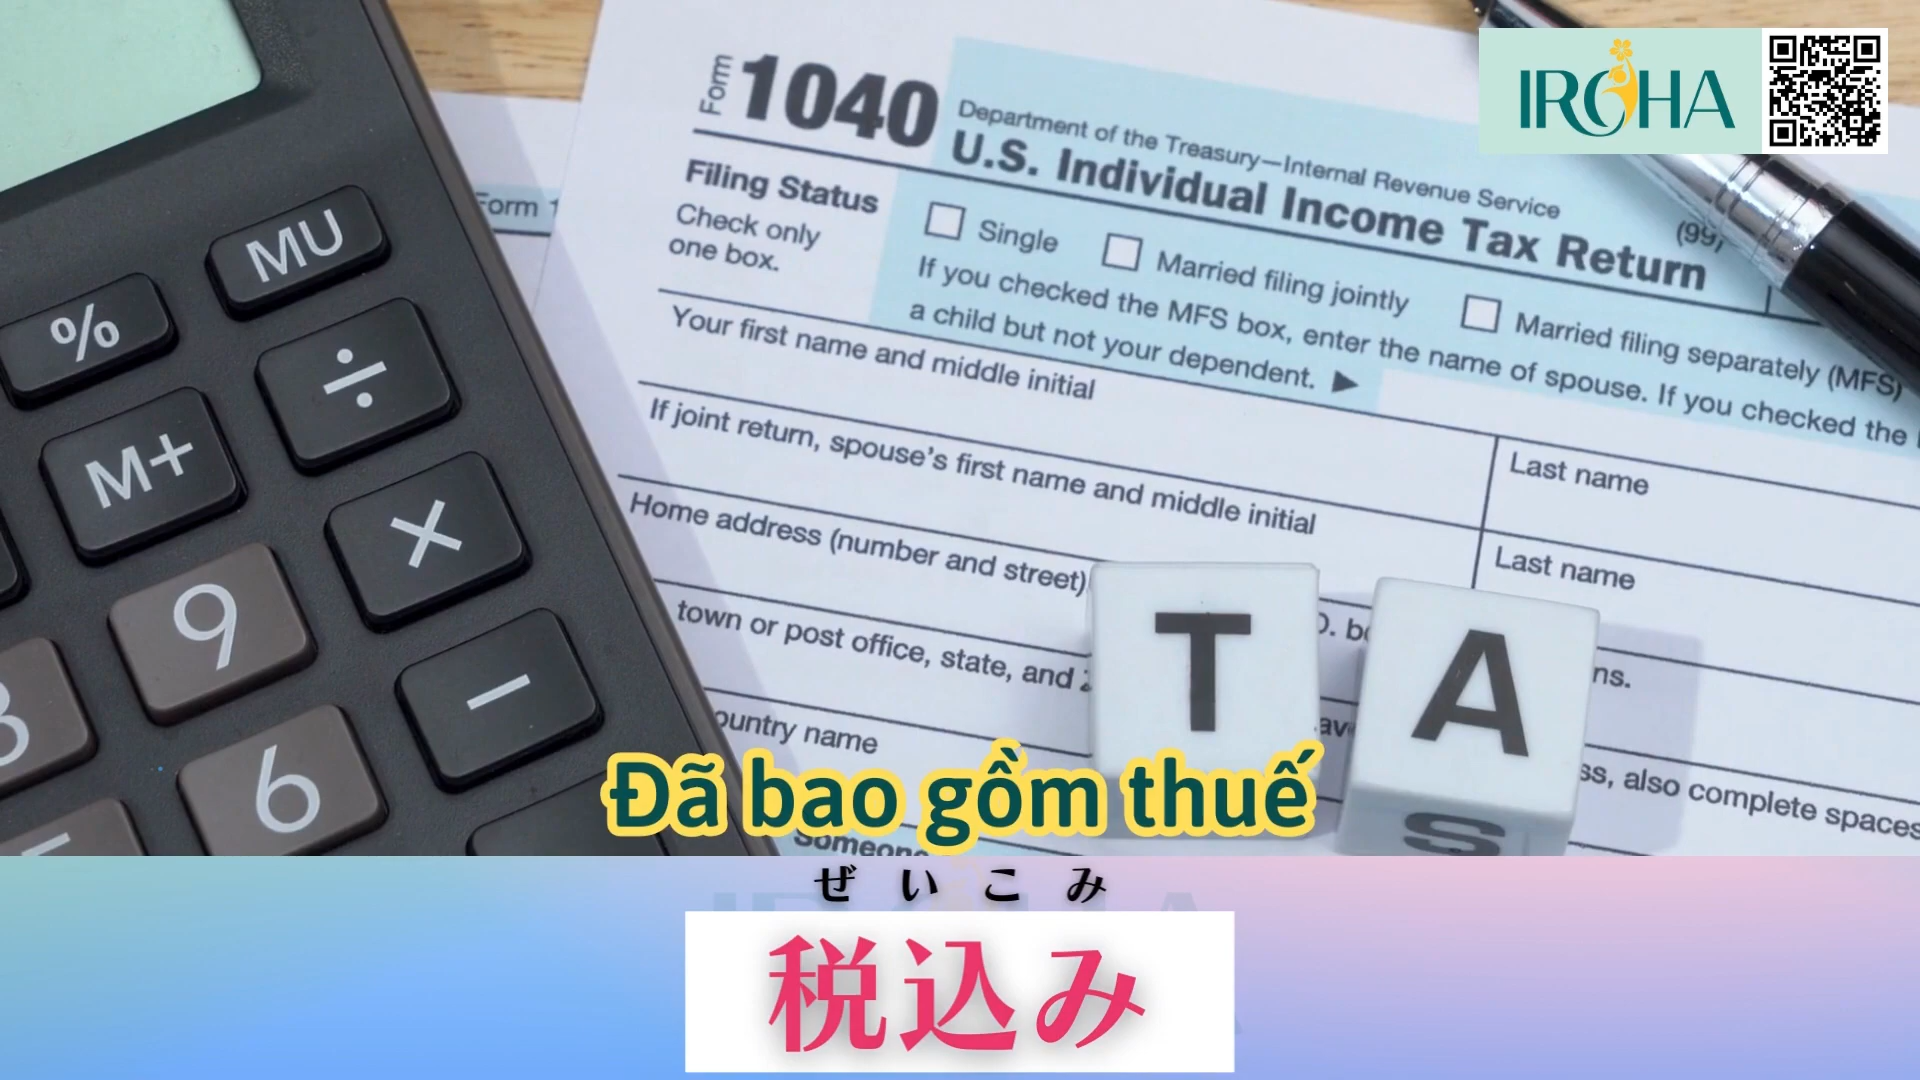 IROHA
Form 1040
Department of the Treasury—Internal Revenue Service
U.S. Individual Income Tax Return
(99)
Filing Status
Check only
one box.
Single
Married filing jointly
Married filing separately (MFS)
If you checked the MFS box, enter the name of spouse. If you checked the
a child but not your dependent. ▶
Your first name and middle initial
Last name
If joint return, spouse's first name and middle initial
Last name
Home address (number and street)
town or post office, state, and
country name
also complete spaces
Form 1
MU
%
÷
M+
×
9
−
6
T A
S
Đã bao gồm thuế
ぜいこみ
税込み